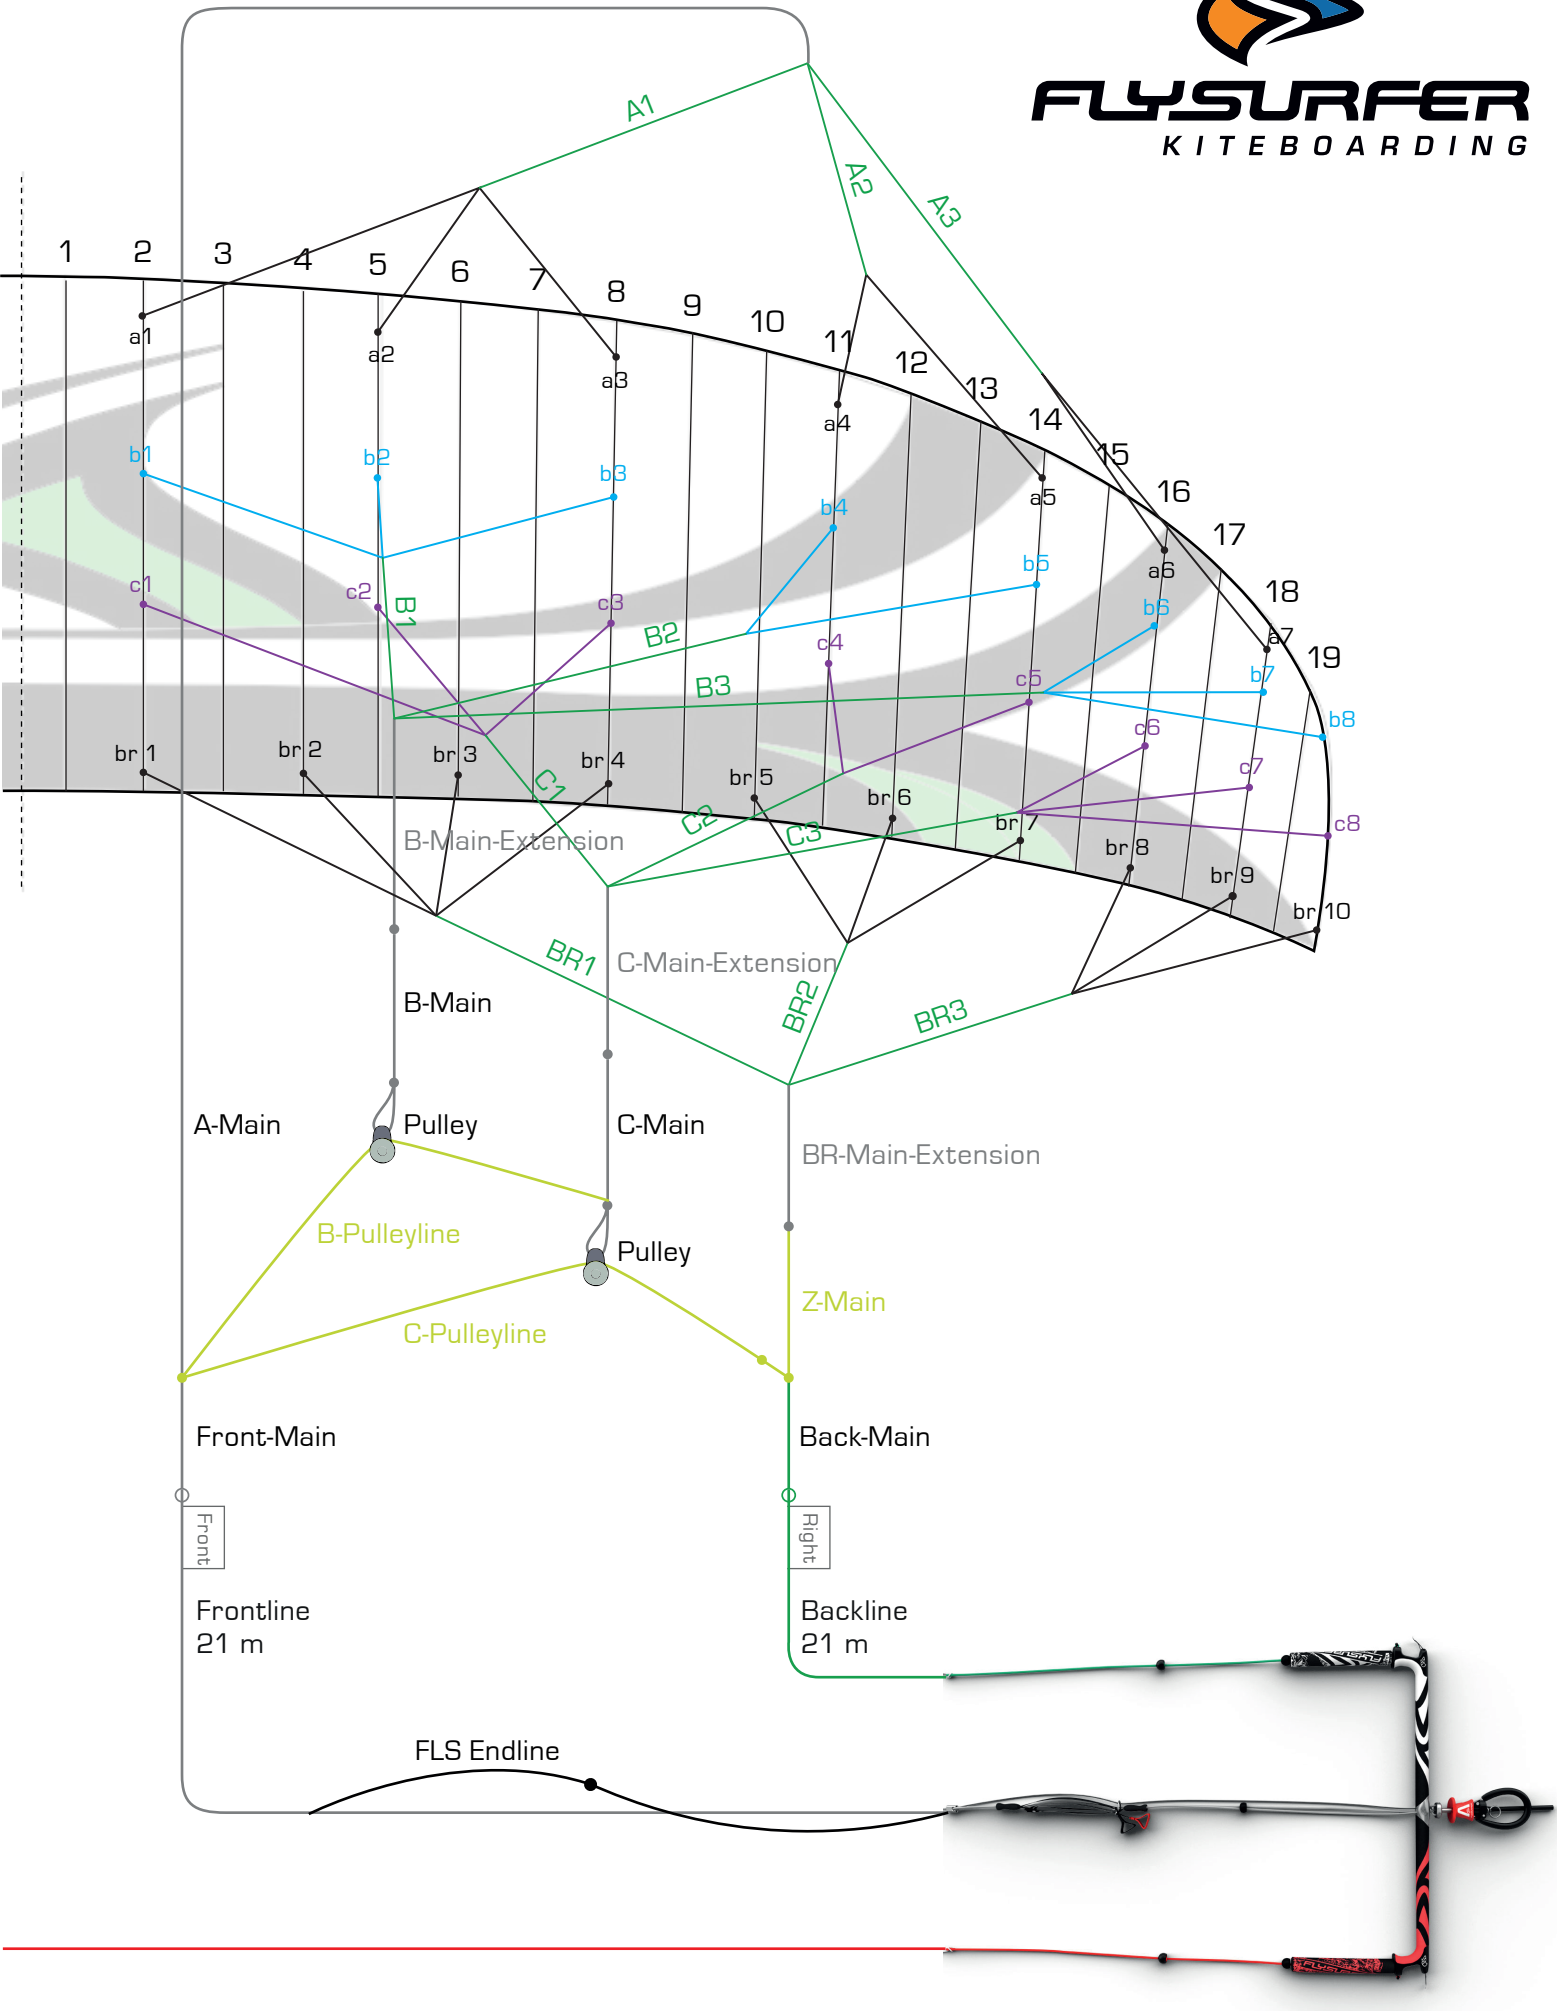 FLYSURFER
KITEBOARDING
A1
A2
A3
1
2
3
4
5
6
7
8
9
10
11
12
13
14
15
16
17
18
19
a1
a2
a3
a4
a5
a6
a7
b1
b2
b3
b4
b5
b6
b7
b8
c1
c2
c3
c4
c5
c6
c7
c8
B1
B2
B3
C1
C2
C3
br 1
br 2
br 3
br 4
br 5
br 6
br 7
br 8
br 9
br 10
B-Main-Extension
BR1
C-Main-Extension
BR2
BR3
B-Main
A-Main
Pulley
C-Main
BR-Main-Extension
B-Pulleyline
Pulley
Z-Main
C-Pulleyline
Front-Main
Back-Main
Front
Right
Frontline
21 m
Backline
21 m
FLS Endline
FLYSURFER